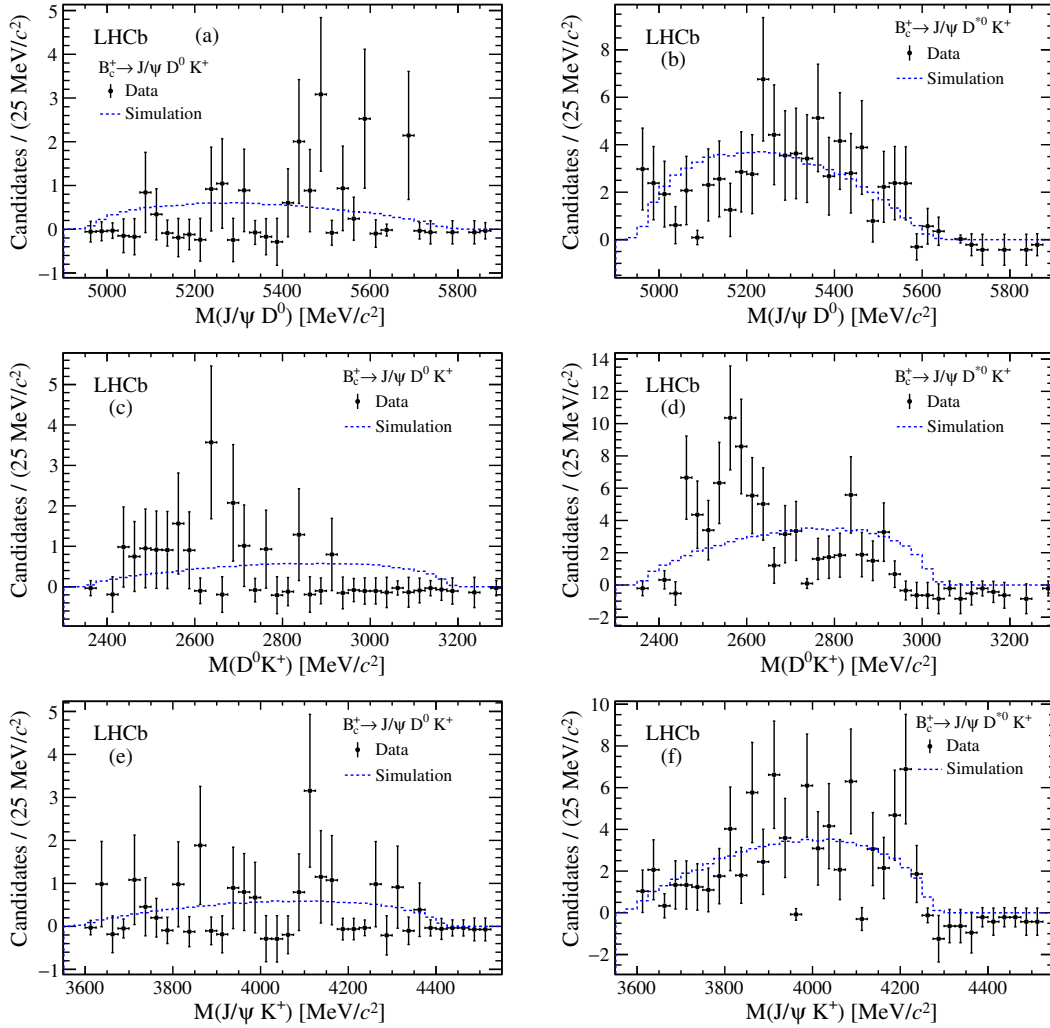 LHCb (a)
B_c^+ → J/ψ D^0 K^+
Data
Simulation
Candidates / (25 MeV/c^2)
5
4
3
2
1
0
−1
5000 5200 5400 5600 5800
M(J/ψ D^0) [MeV/c^2]
LHCb
(b)
B_c^+ → J/ψ D^{*0} K^+
Data
Simulation
Candidates / (25 MeV/c^2)
8
6
4
2
0
5000 5200 5400 5600 5800
M(J/ψ D^0) [MeV/c^2]
LHCb
(c)
B_c^+ → J/ψ D^0 K^+
Data
Simulation
Candidates / (25 MeV/c^2)
5
4
3
2
1
0
2400 2600 2800 3000 3200
M(D^0K^+) [MeV/c^2]
LHCb
(d)
B_c^+ → J/ψ D^{*0} K^+
Data
Simulation
Candidates / (25 MeV/c^2)
14
12
10
8
6
4
2
0
−2
2400 2600 2800 3000 3200
M(D^0K^+) [MeV/c^2]
LHCb
(e)
B_c^+ → J/ψ D^0 K^+
Data
Simulation
Candidates / (25 MeV/c^2)
5
4
3
2
1
0
−1
3600 3800 4000 4200 4400
M(J/ψ K^+) [MeV/c^2]
LHCb
(f)
B_c^+ → J/ψ D^{*0} K^+
Data
Simulation
Candidates / (25 MeV/c^2)
10
8
6
4
2
0
−2
3600 3800 4000 4200 4400
M(J/ψ K^+) [MeV/c^2]